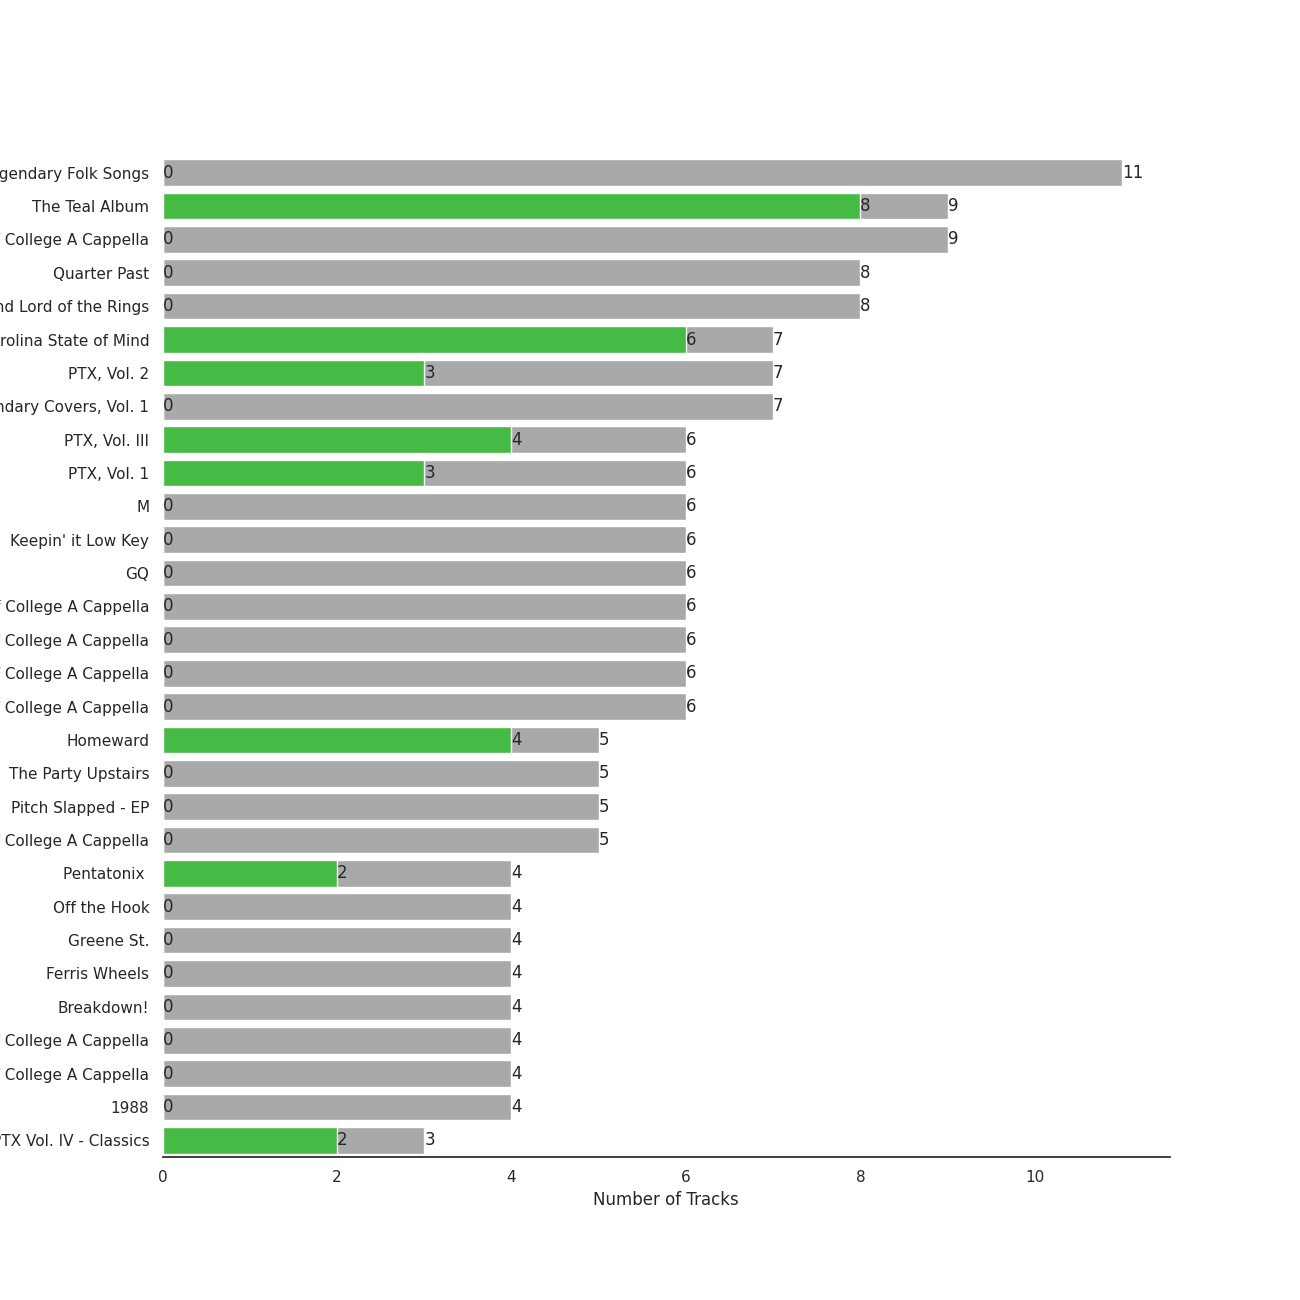 Folk Songs 0 11
The Teal Album 8 9
College A Cappella 0 9
Quarter Past 0 8
Lord of the Rings 0 8
State of Mind 6 7
PTX, Vol. 2 3 7
Covers, Vol. 1 0 7
PTX, Vol. III 4 6
PTX, Vol. 1 3 6
M 0 6
Keepin' it Low Key 0 6
GQ 0 6
College A Cappella 0 6
College A Cappella 0 6
College A Cappella 0 6
College A Cappella 0 6
Homeward 4 5
The Party Upstairs 0 5
Pitch Slapped - EP 0 5
College A Cappella 0 5
Pentatonix 2 4
Off the Hook 0 4
Greene St. 0 4
Ferris Wheels 0 4
Breakdown! 0 4
College A Cappella 0 4
College A Cappella 0 4
1988 0 4
Vol. IV - Classics 2 3
0 2 4 6 8 10
Number of Tracks